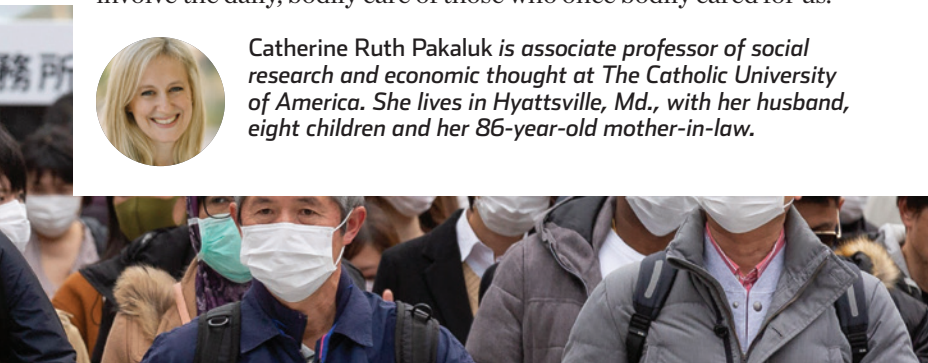 involve the daily, bodily care of those who once bodily cared for us.
務所
Catherine Ruth Pakaluk is associate professor of social
research and economic thought at The Catholic University
of America. She lives in Hyattsville, Md., with her husband,
eight children and her 86-year-old mother-in-law.